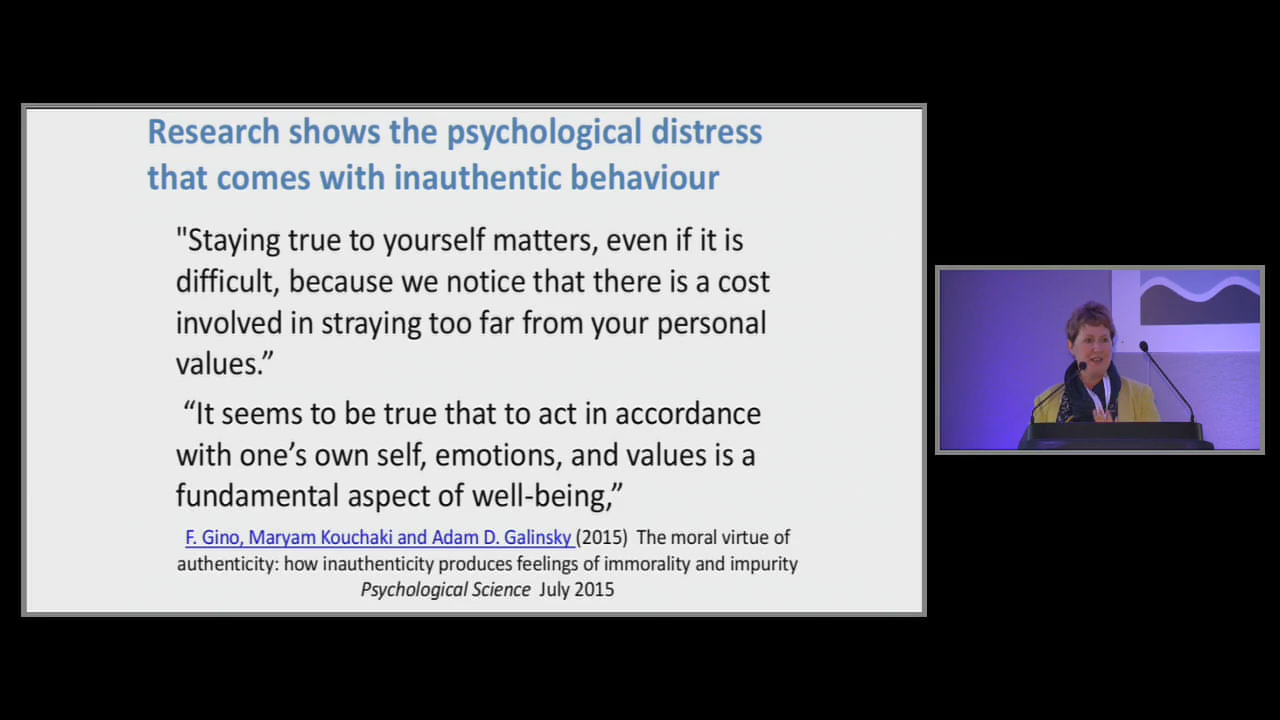 Research shows the psychological distress
that comes with inauthentic behaviour
"Staying true to yourself matters, even if it is
difficult, because we notice that there is a cost
involved in straying too far from your personal
values.”
“It seems to be true that to act in accordance
with one’s own self, emotions, and values is a
fundamental aspect of well-being,”
F. Gino, Maryam Kouchaki and Adam D. Galinsky (2015) The moral virtue of
authenticity: how inauthenticity produces feelings of immorality and impurity
Psychological Science July 2015